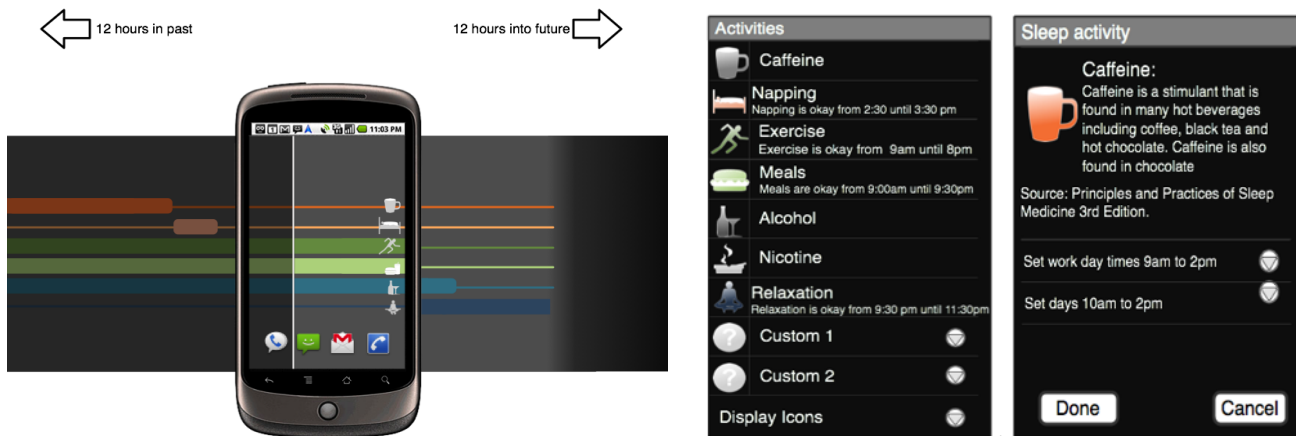 12 hours in past
12 hours into future
11:03 PM
Activities
Caffeine
Napping
Napping is okay from 2:30 until 3:30 pm
Exercise
Exercise is okay from 9am until 8pm
Meals
Meals are okay from 9:00am until 9:30pm
Alcohol
Nicotine
Relaxation
Relaxation is okay from 9:30 pm until 11:30pm
Custom 1
Custom 2
Display Icons
Sleep activity
Caffeine:
Caffeine is a stimulant that is
found in many hot beverages
including coffee, black tea and
hot chocolate. Caffeine is also
found in chocolate
Source: Principles and Practices of Sleep
Medicine 3rd Edition.
Set work day times 9am to 2pm
Set days 10am to 2pm
Done
Cancel